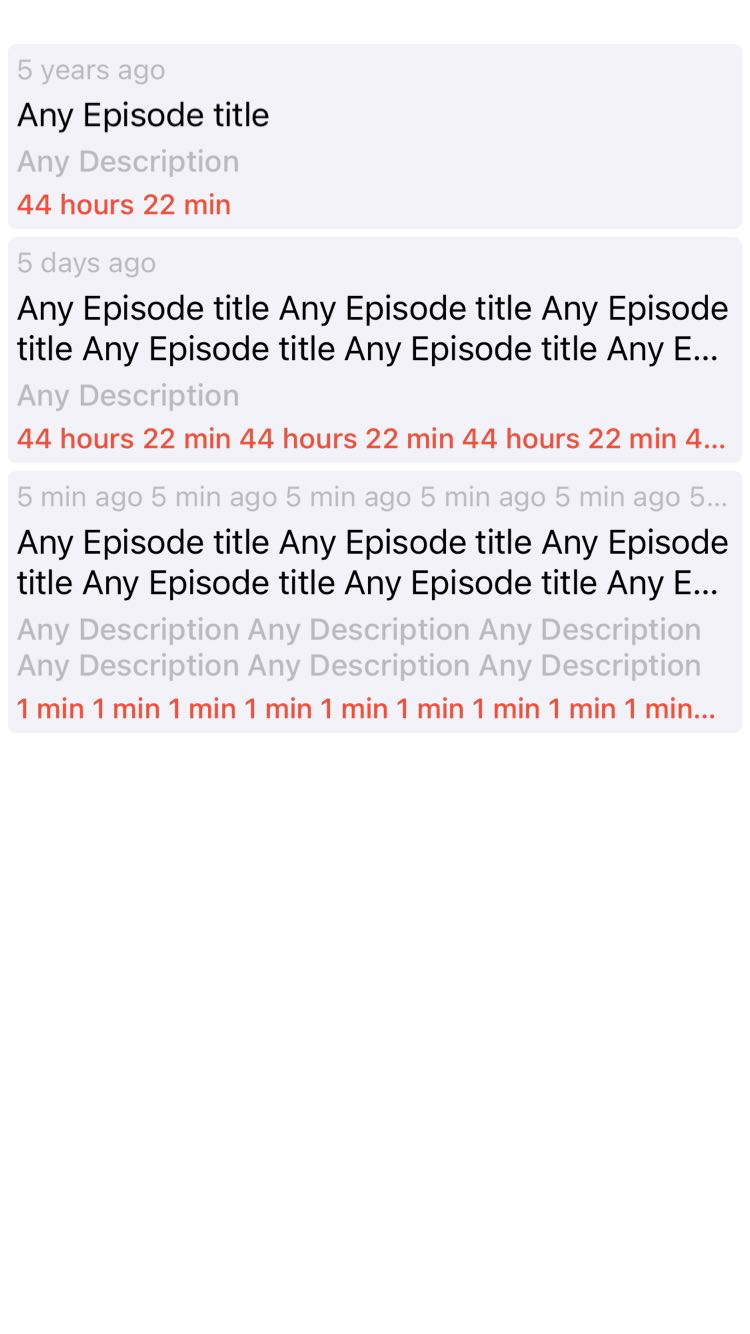 5 years ago
Any Episode title
Any Description
44 hours 22 min
5 days ago
Any Episode title Any Episode title Any Episode
title Any Episode title Any Episode title Any E...
Any Description
44 hours 22 min 44 hours 22 min 44 hours 22 min 4...
5 min ago 5 min ago 5 min ago 5 min ago 5 min ago 5...
Any Episode title Any Episode title Any Episode
title Any Episode title Any Episode title Any E...
Any Description Any Description Any Description
Any Description Any Description Any Description
1 min 1 min 1 min 1 min 1 min 1 min 1 min 1 min 1 min...